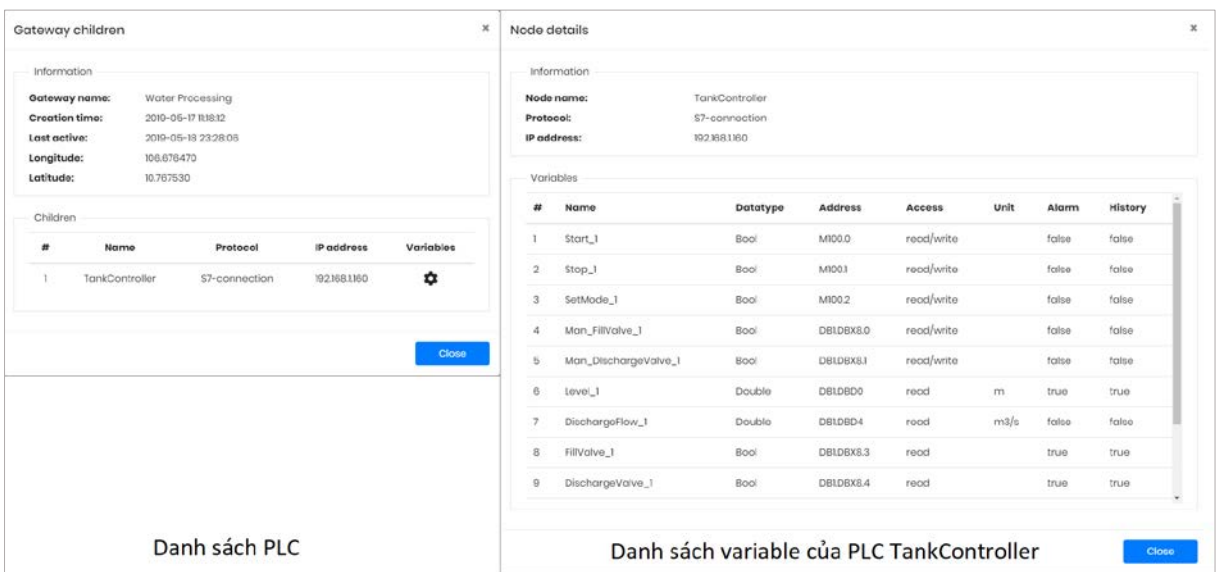 Gateway children ×
Information
Gateway name: Water Processing
Creation time: 2019-05-17 11:18:12
Last active: 2019-05-18 23:28:06
Longitude: 106.676470
Latitude: 10.767530
Children
# Name Protocol IP address Variables
1 TankController S7-connection 192.168.1.160
Close
Danh sách PLC
Node details ×
Information
Node name: TankController
Protocol: S7-connection
IP address: 192.168.1.160
Variables
# Name Datatype Address Access Unit Alarm History
1 Start_1 Bool M100.0 read/write false false
2 Stop_1 Bool M100.1 read/write false false
3 SetMode_1 Bool M100.2 read/write false false
4 Man_FillValve_1 Bool DB1.DBX8.0 read/write false false
5 Man_DischargeValve_1 Bool DB1.DBX8.1 read/write false false
6 Level_1 Double DB1.DBD0 read m true true
7 DischargeFlow_1 Double DB1.DBD4 read m3/s false false
8 FillValve_1 Bool DB1.DBX8.3 read true true
9 DischargeValve_1 Bool DB1.DBX8.4 read true true
Danh sách variable của PLC TankController
Close